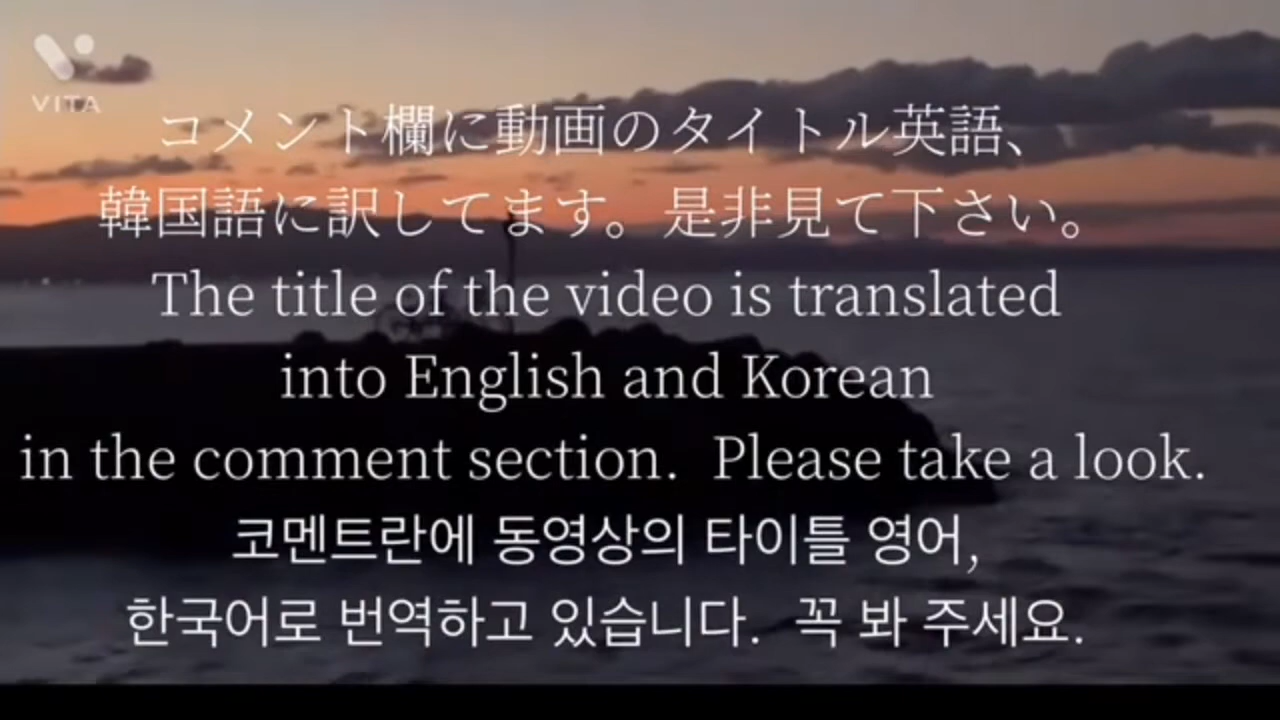 VITA
コメント欄に動画のタイトル英語、
韓国語に訳してます。是非見て下さい。
The title of the video is translated
into English and Korean
in the comment section.  Please take a look.
코멘트란에 동영상의 타이틀 영어,
한국어로 번역하고 있습니다.  꼭 봐 주세요.